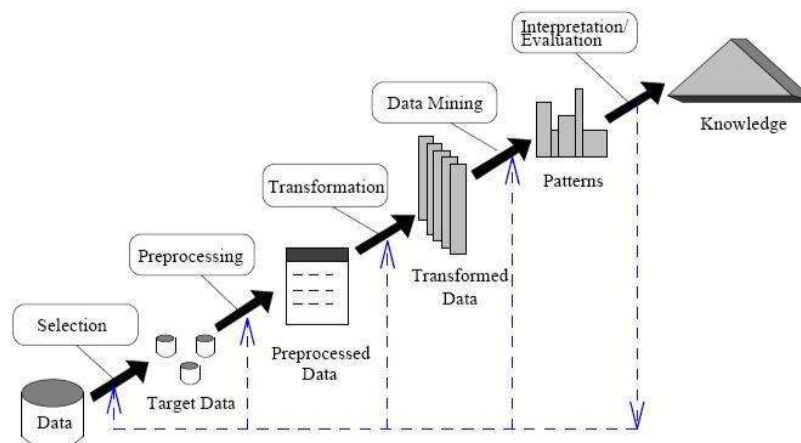 Interpretation/
Evaluation
Data Mining
Knowledge
Transformation
Patterns
Preprocessing
Transformed
Data
Selection
Preprocessed
Data
Data
Target Data